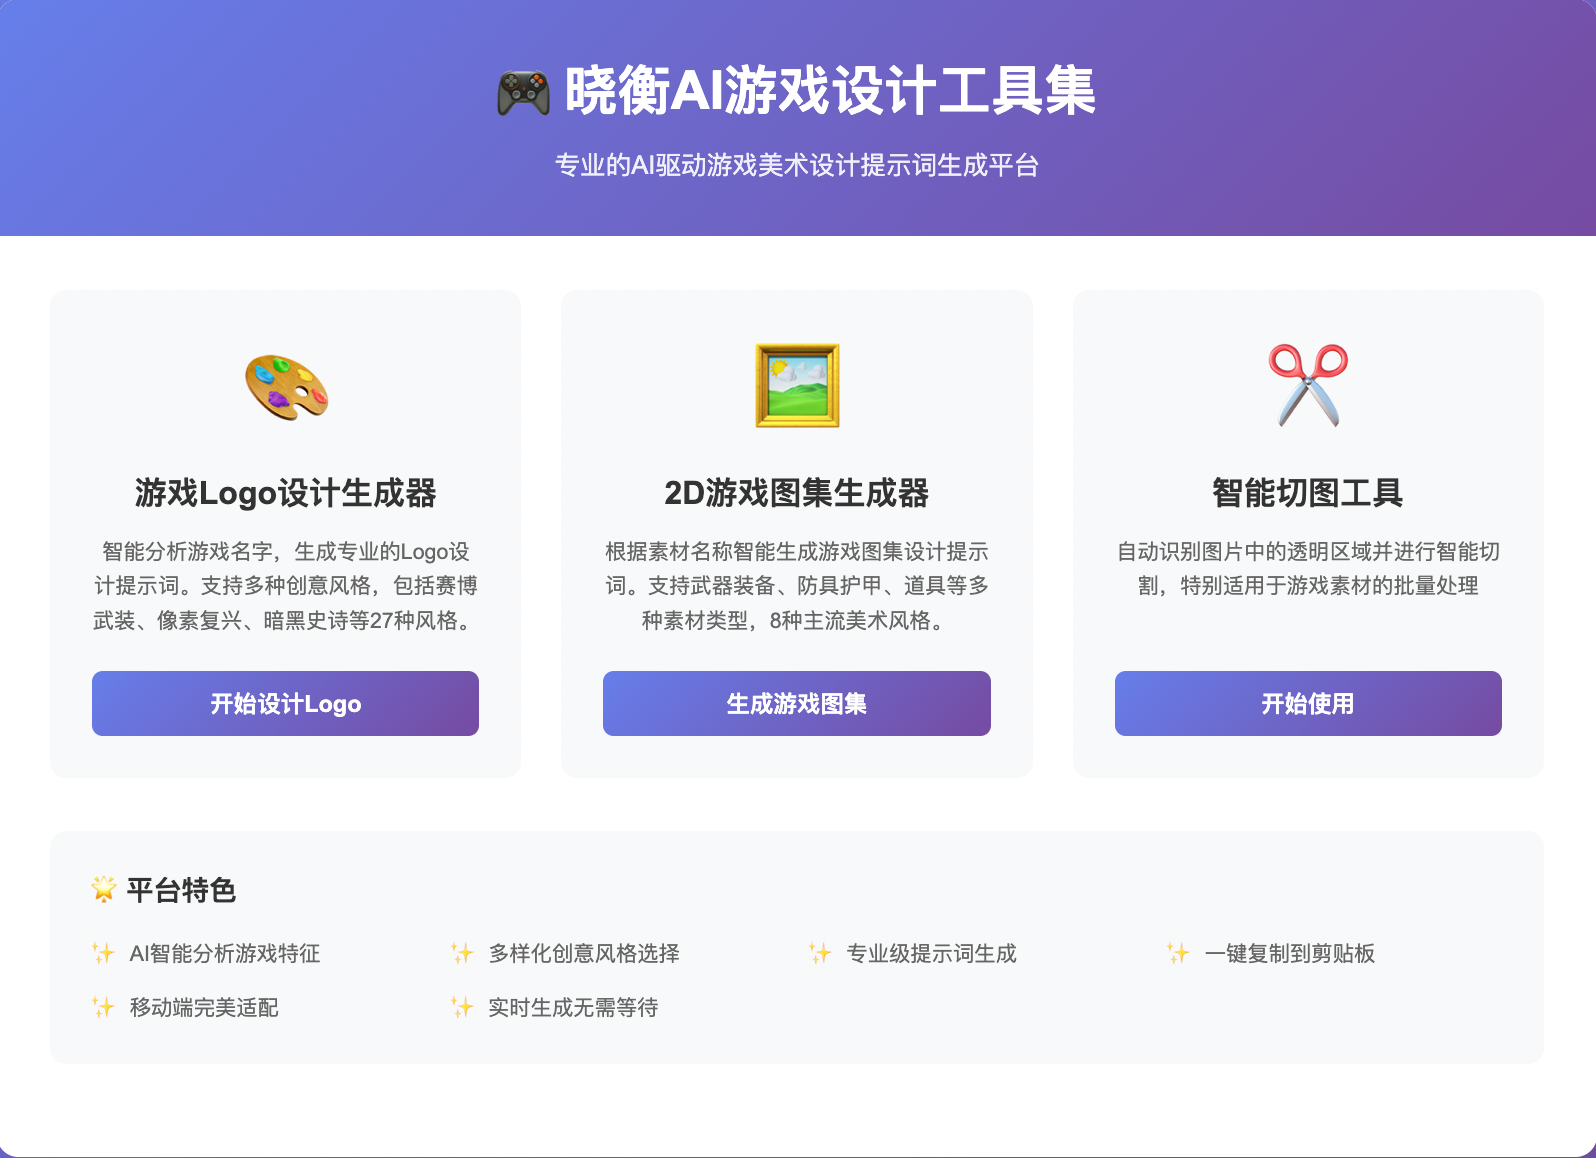 晓衡AI游戏设计工具集
专业的AI驱动游戏美术设计提示词生成平台
游戏Logo设计生成器
智能分析游戏名字，生成专业的Logo设
计提示词。支持多种创意风格，包括赛博
武装、像素复兴、暗黑史诗等27种风格。
开始设计Logo
2D游戏图集生成器
根据素材名称智能生成游戏图集设计提示
词。支持武器装备、防具护甲、道具等多
种素材类型，8种主流美术风格。
生成游戏图集
智能切图工具
自动识别图片中的透明区域并进行智能切
割，特别适用于游戏素材的批量处理
开始使用
平台特色
AI智能分析游戏特征
多样化创意风格选择
专业级提示词生成
一键复制到剪贴板
移动端完美适配
实时生成无需等待